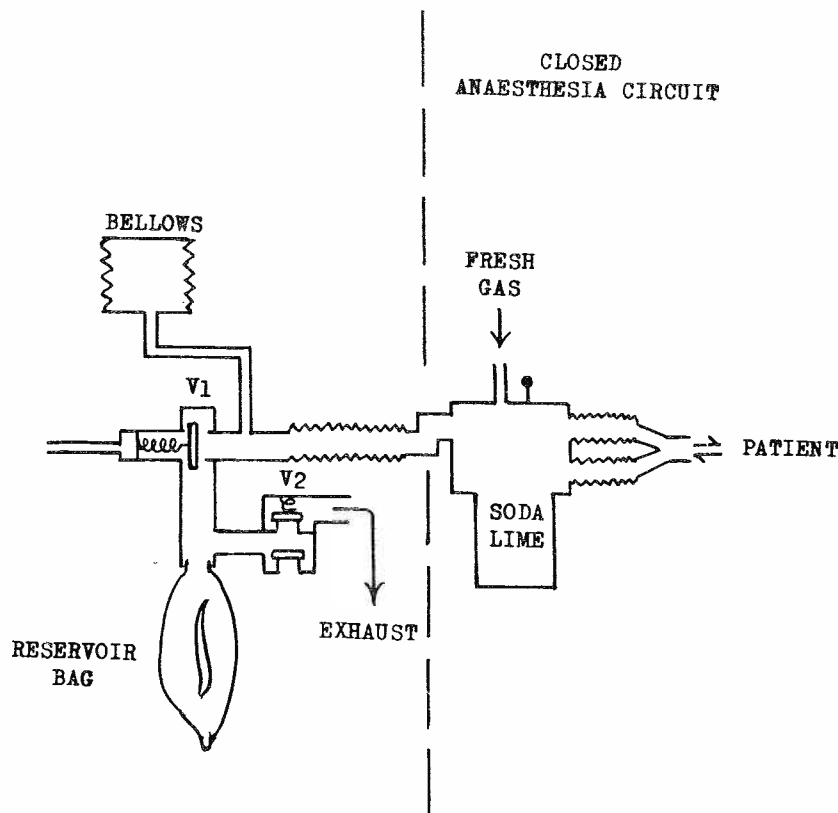 CLOSED
ANAESTHESIA CIRCUIT
BELLOWS
FRESH
GAS
V1
V2
PATIENT
SODA
LIME
EXHAUST
RESERVOIR
BAG